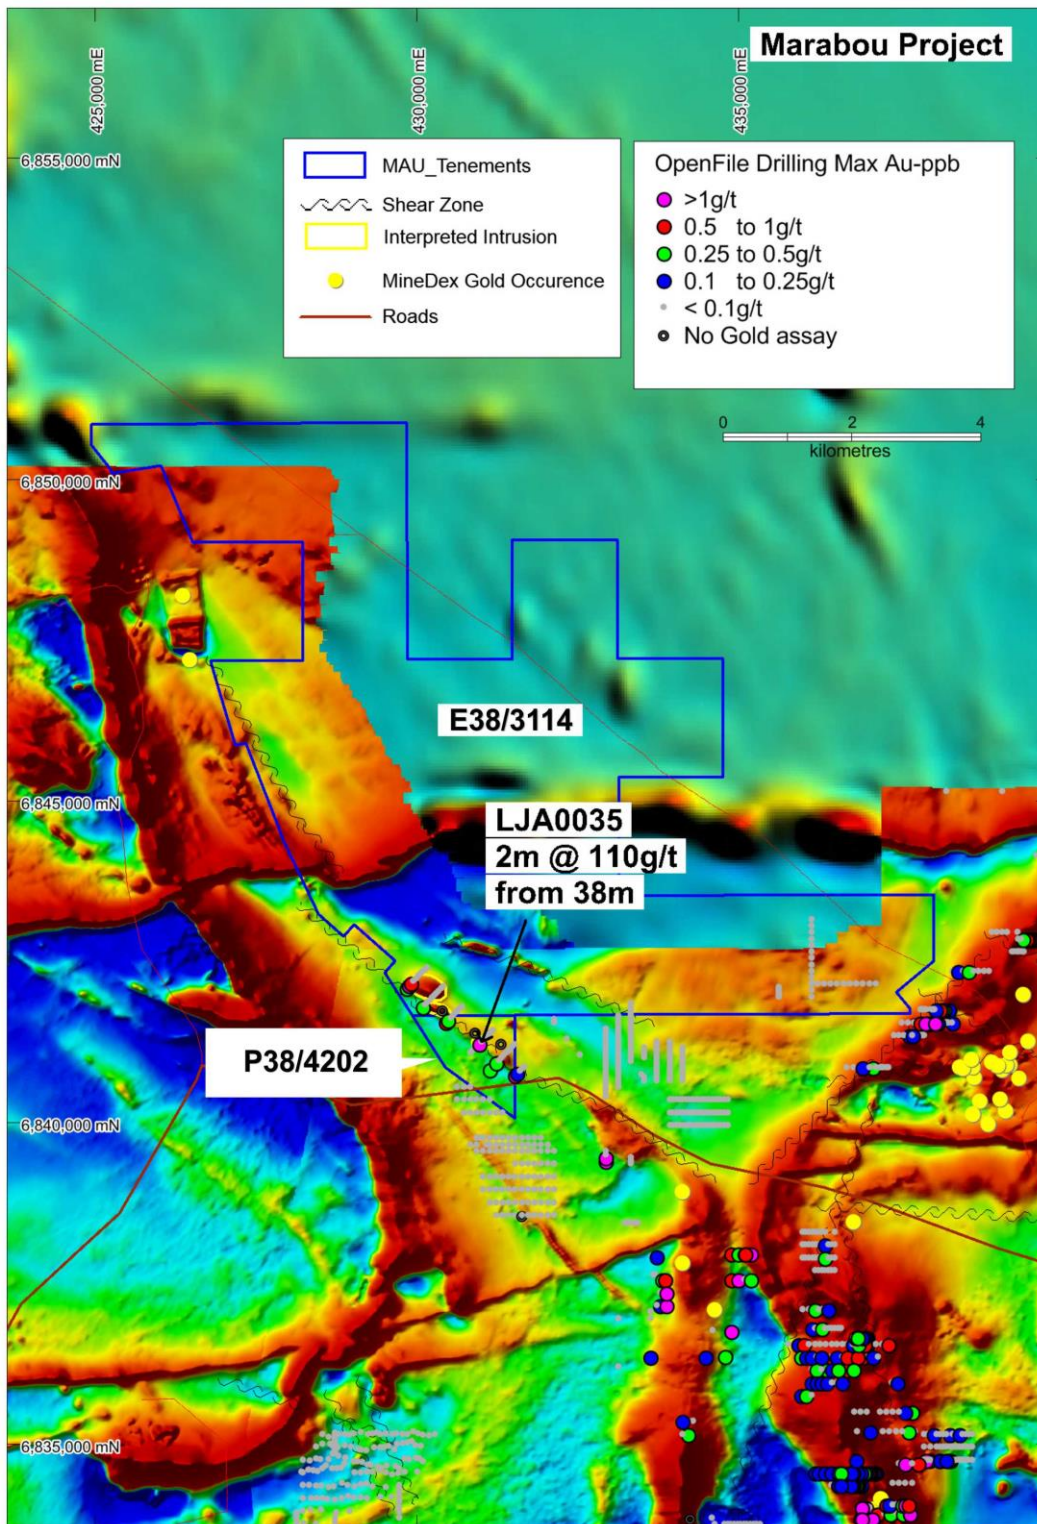 Marabou Project
425,000 mE
430,000 mE
435,000 mE
6,855,000 mN
MAU_Tenements
Shear Zone
Interpreted Intrusion
MineDex Gold Occurence
Roads
OpenFile Drilling Max Au-ppb
>1g/t
0.5 to 1g/t
0.25 to 0.5g/t
0.1 to 0.25g/t
< 0.1g/t
No Gold assay
0 2 4
kilometres
6,850,000 mN
E38/3114
6,845,000 mN
LJA0035
2m @ 110g/t
from 38m
P38/4202
6,840,000 mN
6,835,000 mN